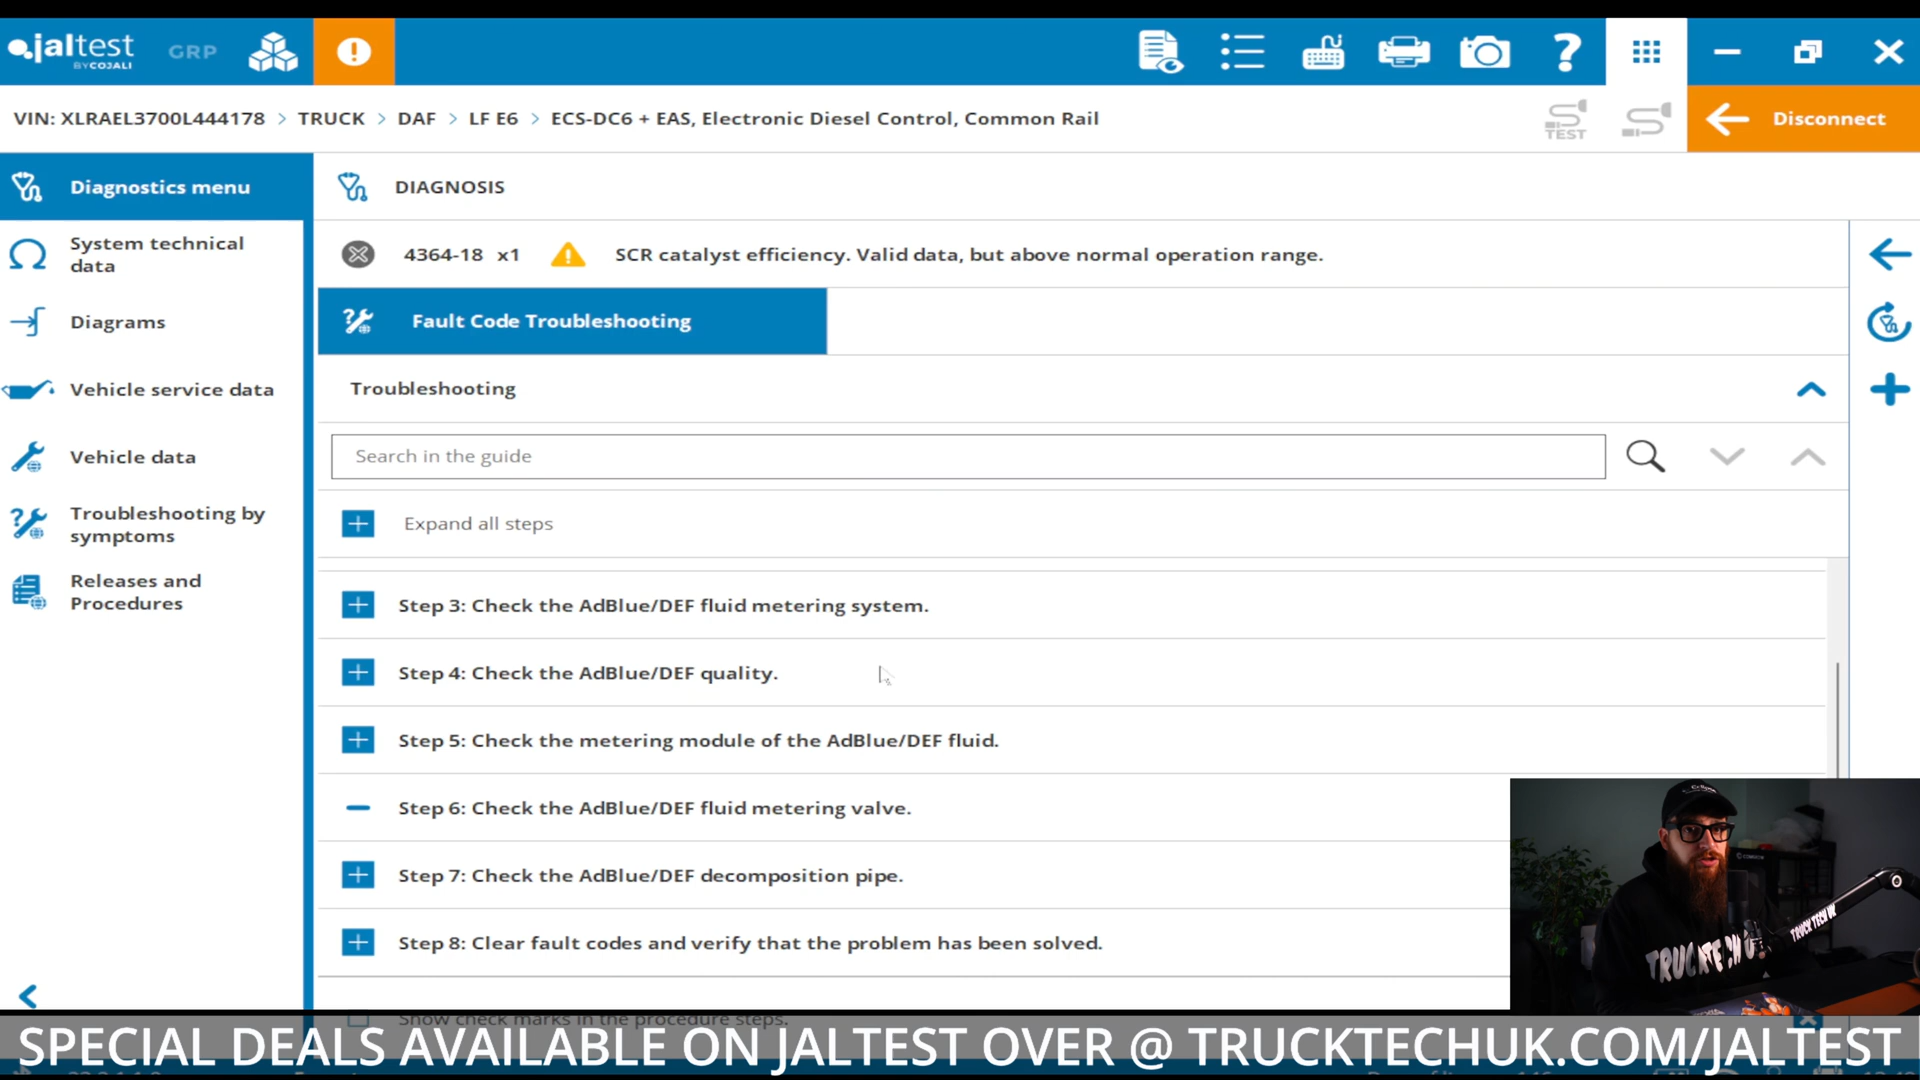 jaltest
BY COJALI
GRP
TEST
VIN: XLRAEL3700L444178 > TRUCK > DAF > LF E6 > ECS-DC6 + EAS, Electronic Diesel Control, Common Rail
Disconnect
Diagnostics menu
DIAGNOSIS
System technical
data
Diagrams
Vehicle service data
Vehicle data
Troubleshooting by
symptoms
Releases and
Procedures
4364-18 x1 SCR catalyst efficiency. Valid data, but above normal operation range.
Fault Code Troubleshooting
Troubleshooting
Search in the guide
Expand all steps
Step 3: Check the AdBlue/DEF fluid metering system.
Step 4: Check the AdBlue/DEF quality.
Step 5: Check the metering module of the AdBlue/DEF fluid.
Step 6: Check the AdBlue/DEF fluid metering valve.
Step 7: Check the AdBlue/DEF decomposition pipe.
Step 8: Clear fault codes and verify that the problem has been solved.
Show check marks in the procedure steps.
TRUCK TECH UK
TRUCKTECH U
SPECIAL DEALS AVAILABLE ON JALTEST OVER @ TRUCKTECHUK.COM/JALTEST